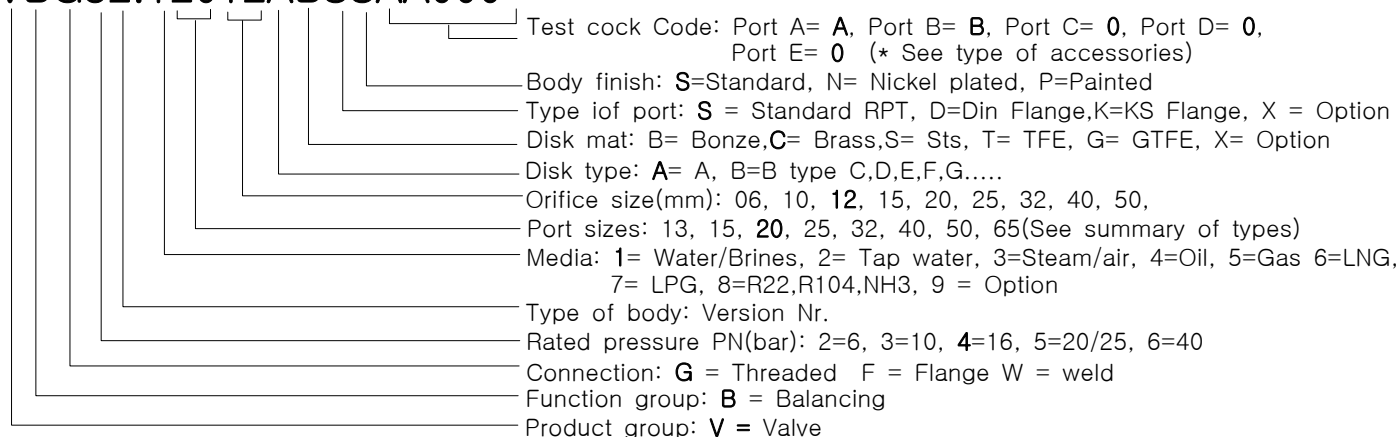 Test cock Code: Port A= A, Port B= B, Port C= 0, Port D= 0,
Port E= 0 (* See type of accessories)
Body finish: S=Standard, N= Nickel plated, P=Painted
Type iof port: S = Standard RPT, D=Din Flange,K=KS Flange, X = Option
Disk mat: B= Bonze,C= Brass,S= Sts, T= TFE, G= GTFE, X= Option
Disk type: A= A, B=B type C,D,E,F,G.....
Orifice size(mm): 06, 10, 12, 15, 20, 25, 32, 40, 50,
Port sizes: 13, 15, 20, 25, 32, 40, 50, 65(See summary of types)
Media: 1= Water/Brines, 2= Tap water, 3=Steam/air, 4=Oil, 5=Gas 6=LNG,
7= LPG, 8=R22,R104,NH3, 9 = Option
Type of body: Version Nr.
Rated pressure PN(bar): 2=6, 3=10, 4=16, 5=20/25, 6=40
Connection: G = Threaded F = Flange W = weld
Function group: B = Balancing
Product group: V = Valve